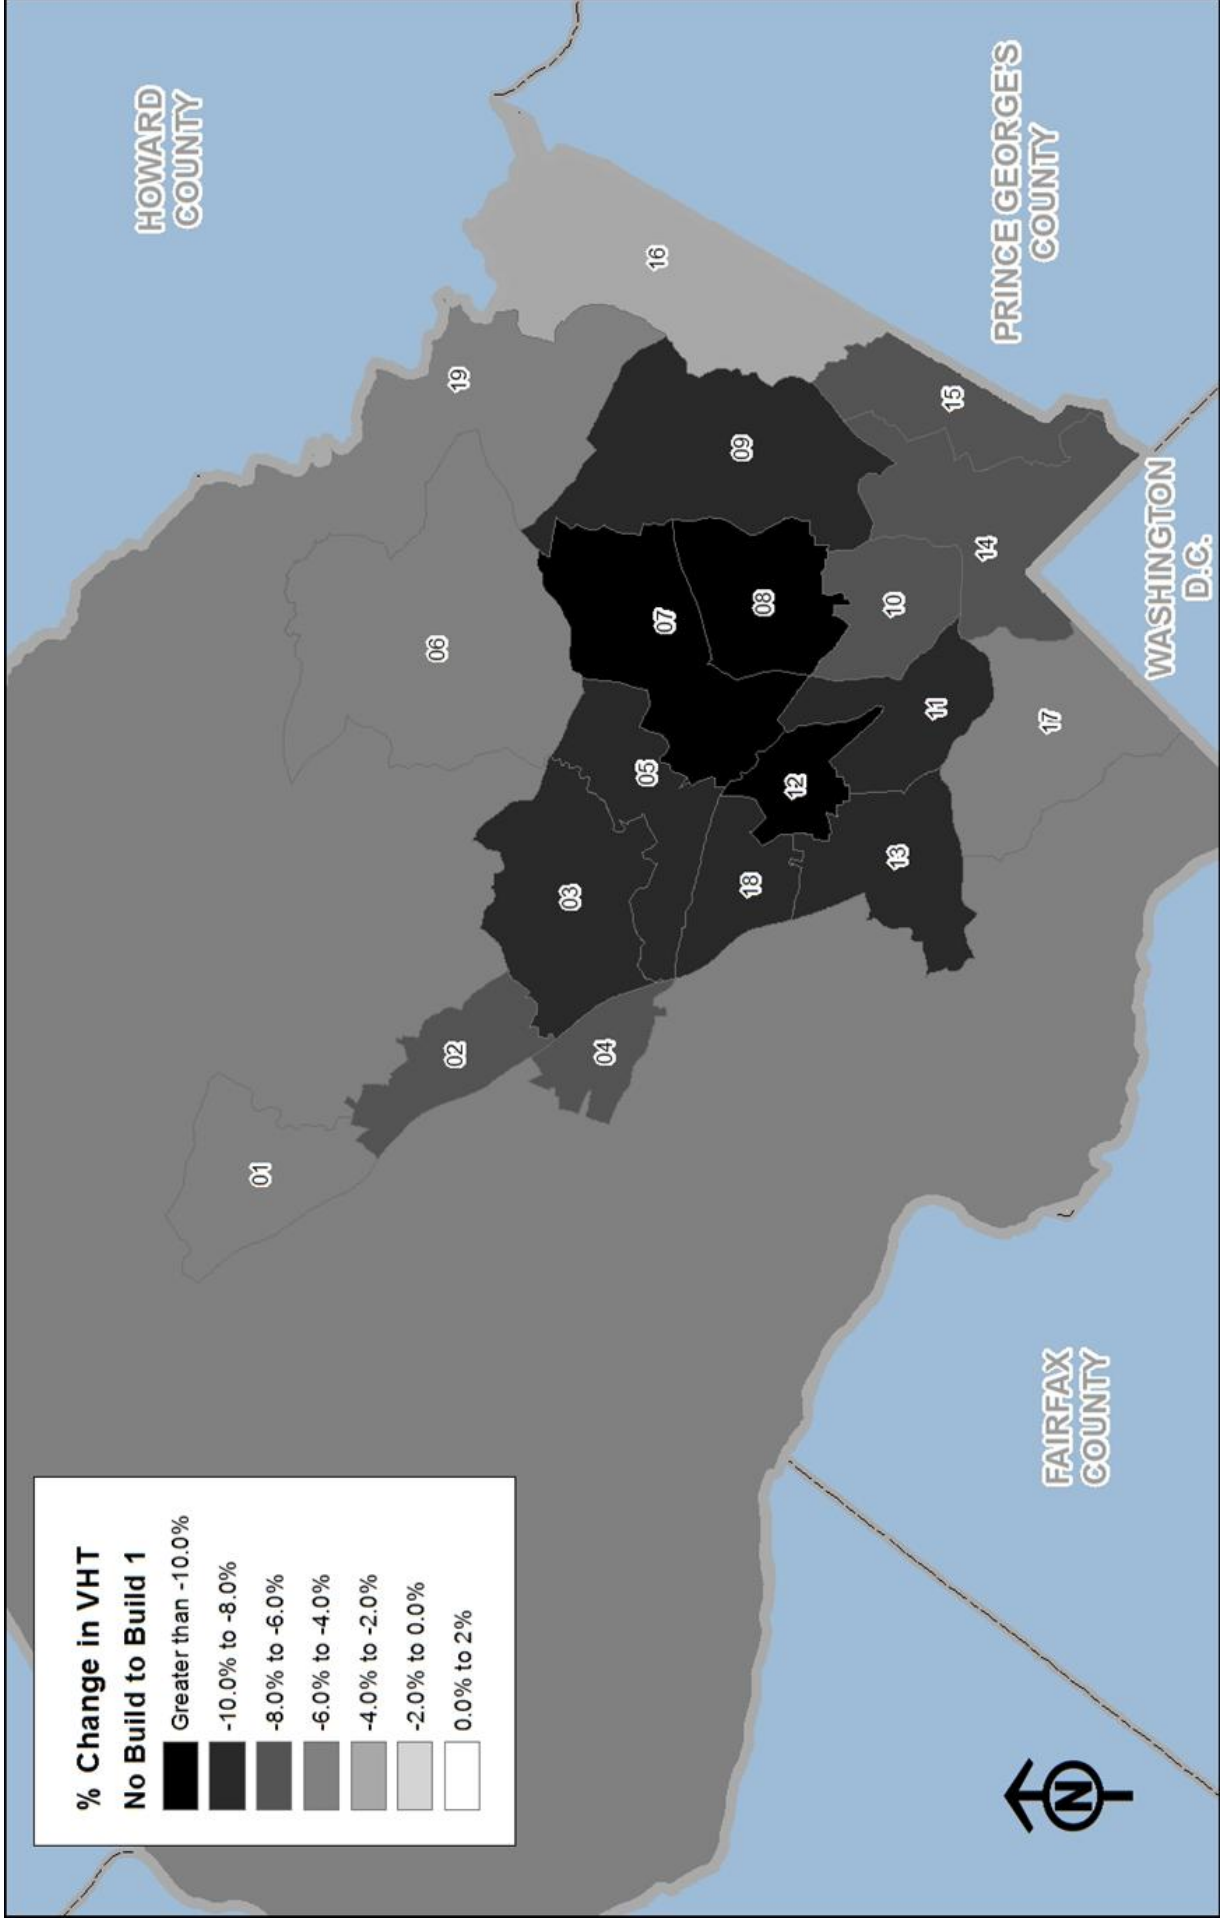 % Change in VHT
No Build to Build 1
Greater than -10.0%
-10.0% to -8.0%
-8.0% to -6.0%
-6.0% to -4.0%
-4.0% to -2.0%
-2.0% to 0.0%
0.0% to 2%
HOWARD
COUNTY
01
06
19
02
03
04
05
07
16
09
08
18
12
13
10
11
15
14
17
PRINCE GEORGE'S
COUNTY
N
FAIRFAX
COUNTY
WASHINGTON
D.C.